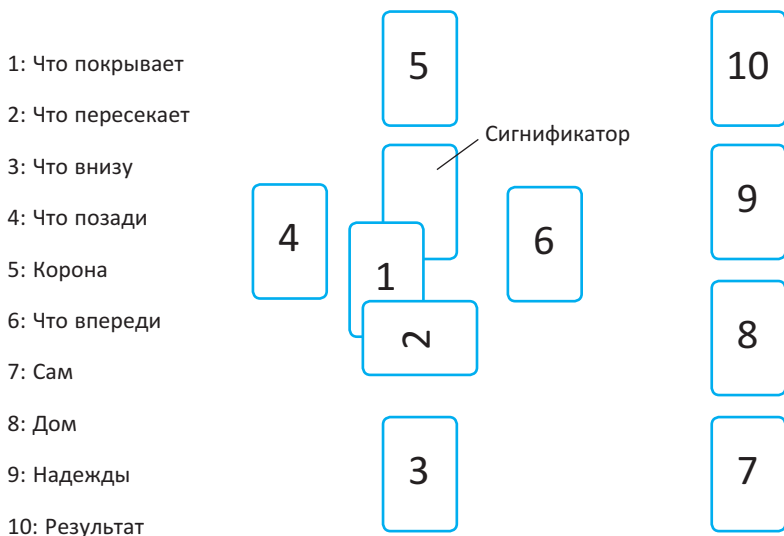 1: Что покрывает
2: Что пересекает
3: Что внизу
4: Что позади
5: Корона
6: Что впереди
7: Сам
8: Дом
9: Надежды
10: Результат
5
Сигнификатор
4
1
2
6
3
10
9
8
7